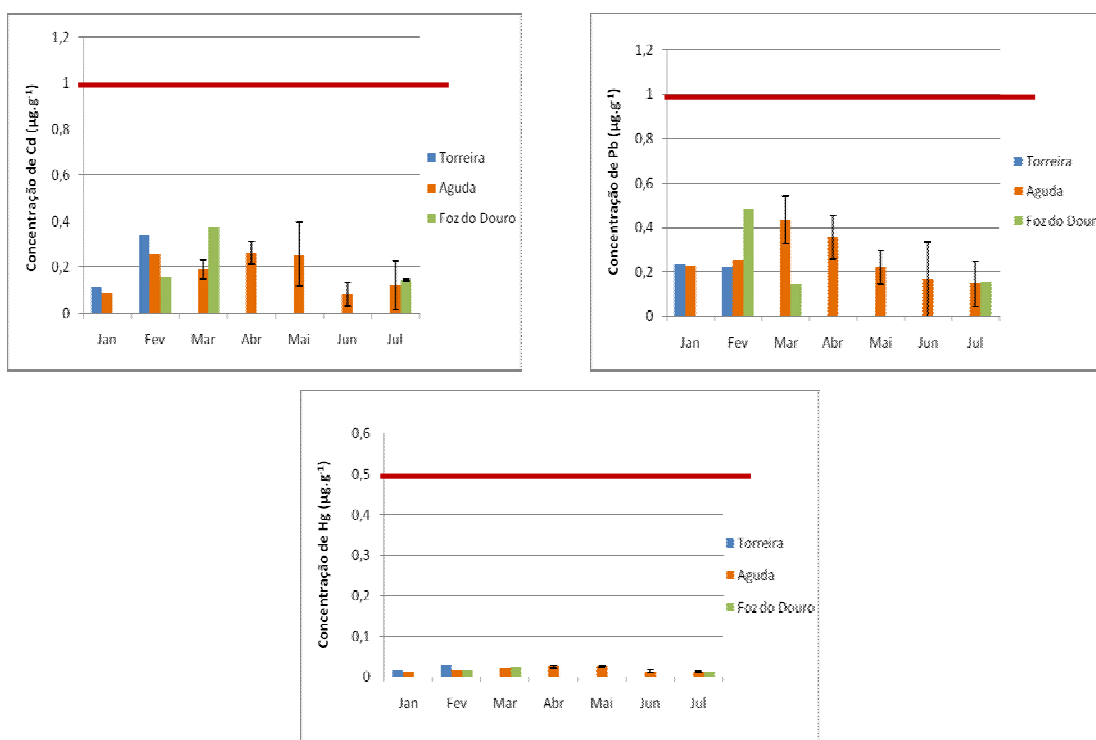 1,2
1
0,8
0,6
0,4
0,2
0
Concentração de Cd (µg.g⁻¹)
Jan Fev Mar Abr Mai Jun Jul
Torreira
Aguda
Foz do Douro
1,2
1
0,8
0,6
0,4
0,2
0
Concentração de Pb (µg.g⁻¹)
Jan Fev Mar Abr Mai Jun Jul
Torreira
Aguda
Foz do Dour
0,6
0,5
0,4
0,3
0,2
0,1
0
Concentração de Hg (µg.g⁻¹)
Jan Fev Mar Abr Mai Jun Jul
Torreira
Aguda
Foz do Douro